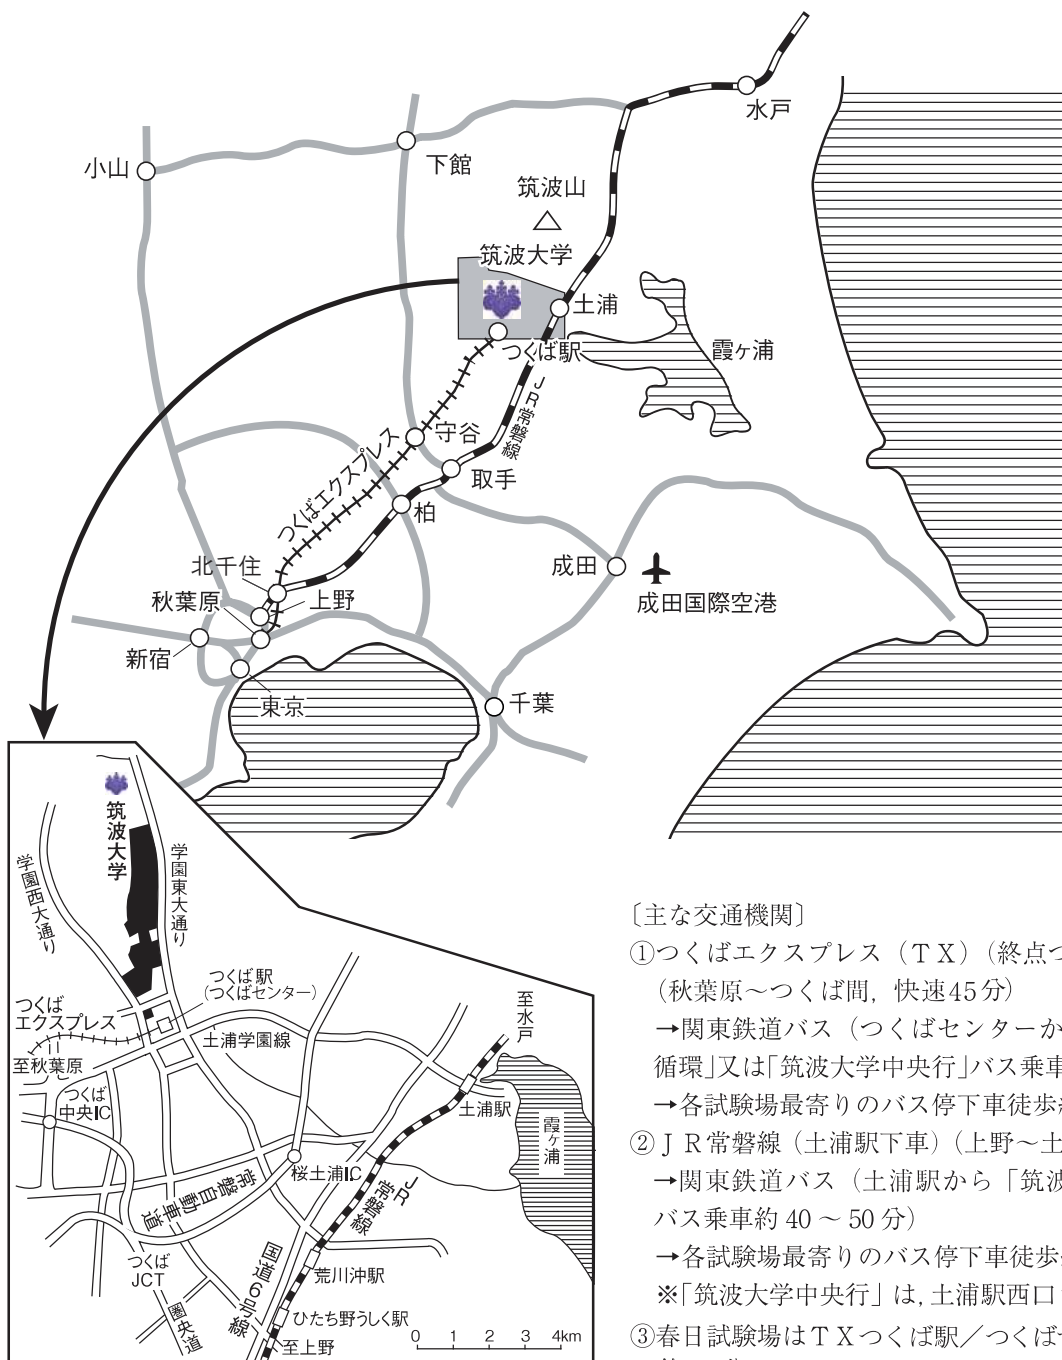 水戸
小山
下館
筑波山
筑波大学
土浦
つくば駅
霞ヶ浦
JR常磐線
守谷
つくばエクスプレス
取手
柏
成田
成田国際空港
北千住
秋葉原
上野
新宿
東京
千葉
筑波大学
学園西大通り
学園東大通り
つくば駅
(つくばセンター)
つくば
エクスプレス
至秋葉原
土浦学園線
至水戸
つくば
中央IC
土浦駅
霞ヶ浦
桜土浦IC
常磐自動車道
JR
常磐線
つくば
JCT
国道6号線
荒川沖駅
圏央道
ひたち野うしく駅
至上野
0 1 2 3 4km
〔主な交通機関〕
①つくばエクスプレス（ＴＸ）（終点つ
（秋葉原～つくば間，快速45分）
→関東鉄道バス（つくばセンターか
循環」又は「筑波大学中央行」バス乗車
→各試験場最寄りのバス停下車徒歩
②ＪＲ常磐線（土浦駅下車）（上野～土
→関東鉄道バス（土浦駅から「筑波
バス乗車約 40 ～ 50 分）
→各試験場最寄りのバス停下車徒歩
※「筑波大学中央行」は，土浦駅西口
③春日試験場はＴＸつくば駅／つくば